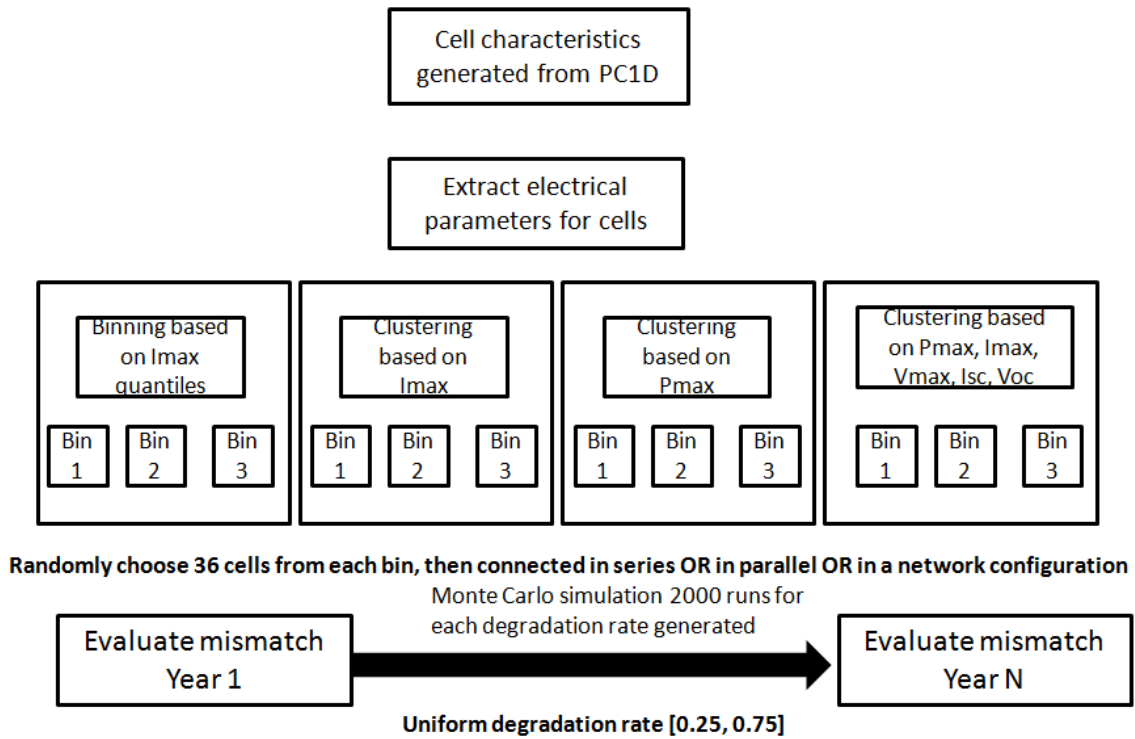 Cell characteristics
generated from PC1D
Extract electrical
parameters for cells
Binning based
on Imax
quantiles
Bin
1
Bin
2
Bin
3
Clustering
based on
Imax
Bin
1
Bin
2
Bin
3
Clustering
based on
Pmax
Bin
1
Bin
2
Bin
3
Clustering based
on Pmax, Imax,
Vmax, Isc, Voc
Bin
1
Bin
2
Bin
3
Randomly choose 36 cells from each bin, then connected in series OR in parallel OR in a network configuration
Monte Carlo simulation 2000 runs for
each degradation rate generated
Evaluate mismatch
Year 1
Evaluate mismatch
Year N
Uniform degradation rate [0.25, 0.75]